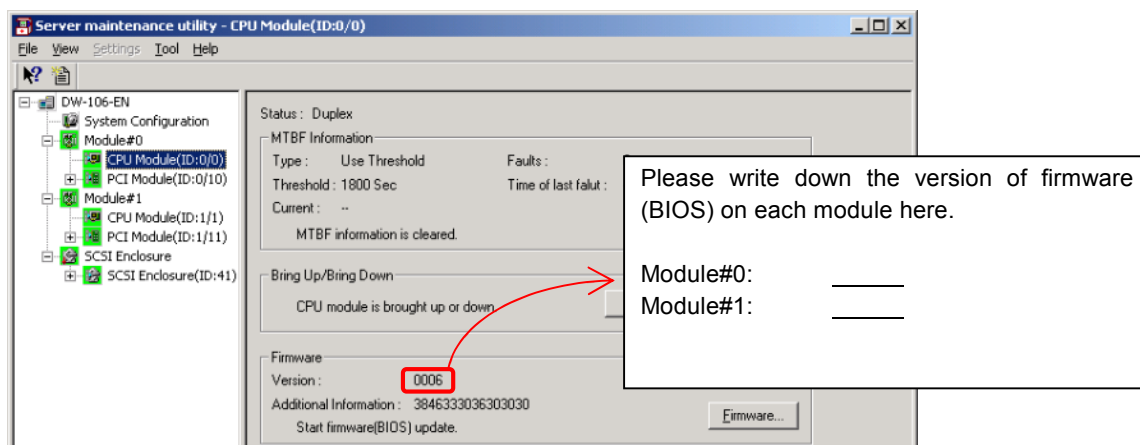 Server maintenance utility - CPU Module(ID:0/0)
File View Settings Tool Help
DW-106-EN
System Configuration
Module#0
CPU Module(ID:0/0)
PCI Module(ID:0/10)
Module#1
CPU Module(ID:1/1)
PCI Module(ID:1/11)
SCSI Enclosure
SCSI Enclosure(ID:41)
Status : Duplex
MTBF Information
Type : Use Threshold Faults :
Threshold : 1800 Sec Time of last falut :
Current : --
MTBF information is cleared.
Bring Up/Bring Down
CPU module is brought up or down.
Firmware
Version : 0006
Additional Information : 3846333036303030
Start firmware(BIOS) update.
Firmware...
Please write down the version of firmware
(BIOS) on each module here.
Module#0:
Module#1: